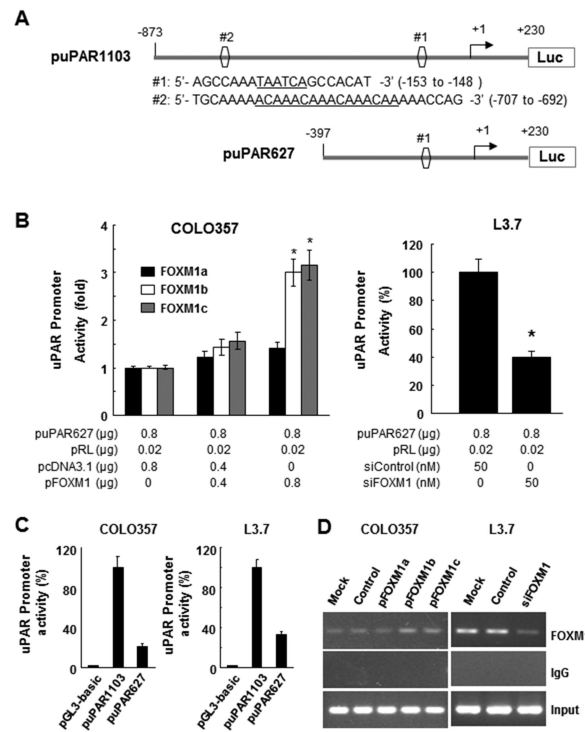 A
-873 #2 #1 +1 +230
puPAR1103 Luc
#1: 5'- AGCCAAATAATCAGCCACAT -3' (-153 to -148 )
#2: 5'- TGCAAAAACAAACAAACAAACAAAAAACCAG -3' (-707 to -692)
-397 #1 +1 +230
puPAR627 Luc
B
COLO357
uPAR Promoter
Activity (fold)
4
3
2
1
0
FOXM1a
FOXM1b
FOXM1c
* *
puPAR627 (µg) 0.8 0.8 0.8
pRL (µg) 0.02 0.02 0.02
pcDNA3.1 (µg) 0.8 0.4 0
pFOXM1 (µg) 0 0.4 0.8
L3.7
uPAR Promoter
Activity (%)
120
100
80
60
40
20
0
*
puPAR627 (µg) 0.8 0.8
pRL (µg) 0.02 0.02
siControl (nM) 50 0
siFOXM1 (nM) 0 50
C
COLO357
uPAR Promoter
activity (%)
120
80
40
0
pGL3-basic
puPAR1103
puPAR627
L3.7
uPAR Promoter
activity (%)
120
80
40
0
pGL3-basic
puPAR1103
puPAR627
D
COLO357 L3.7
Mock Control pFOXM1a pFOXM1b pFOXM1c Mock Control siFOXM1
FOXM
IgG
Input